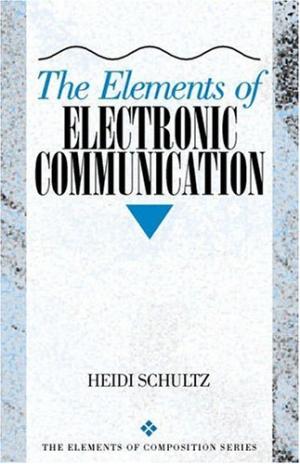 The Elements of
ELECTRONIC
COMMUNICATION
HEIDI SCHULTZ
THE ELEMENTS OF COMPOSITION SERIES